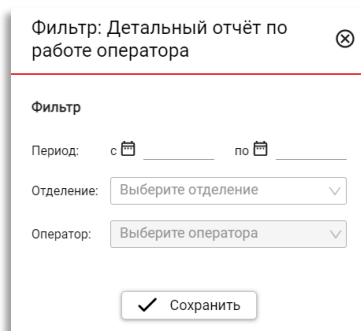 Фильтр: Детальный отчёт по
работе оператора
Фильтр
Период: с по
Отделение: Выберите отделение
Оператор: Выберите оператора
Сохранить